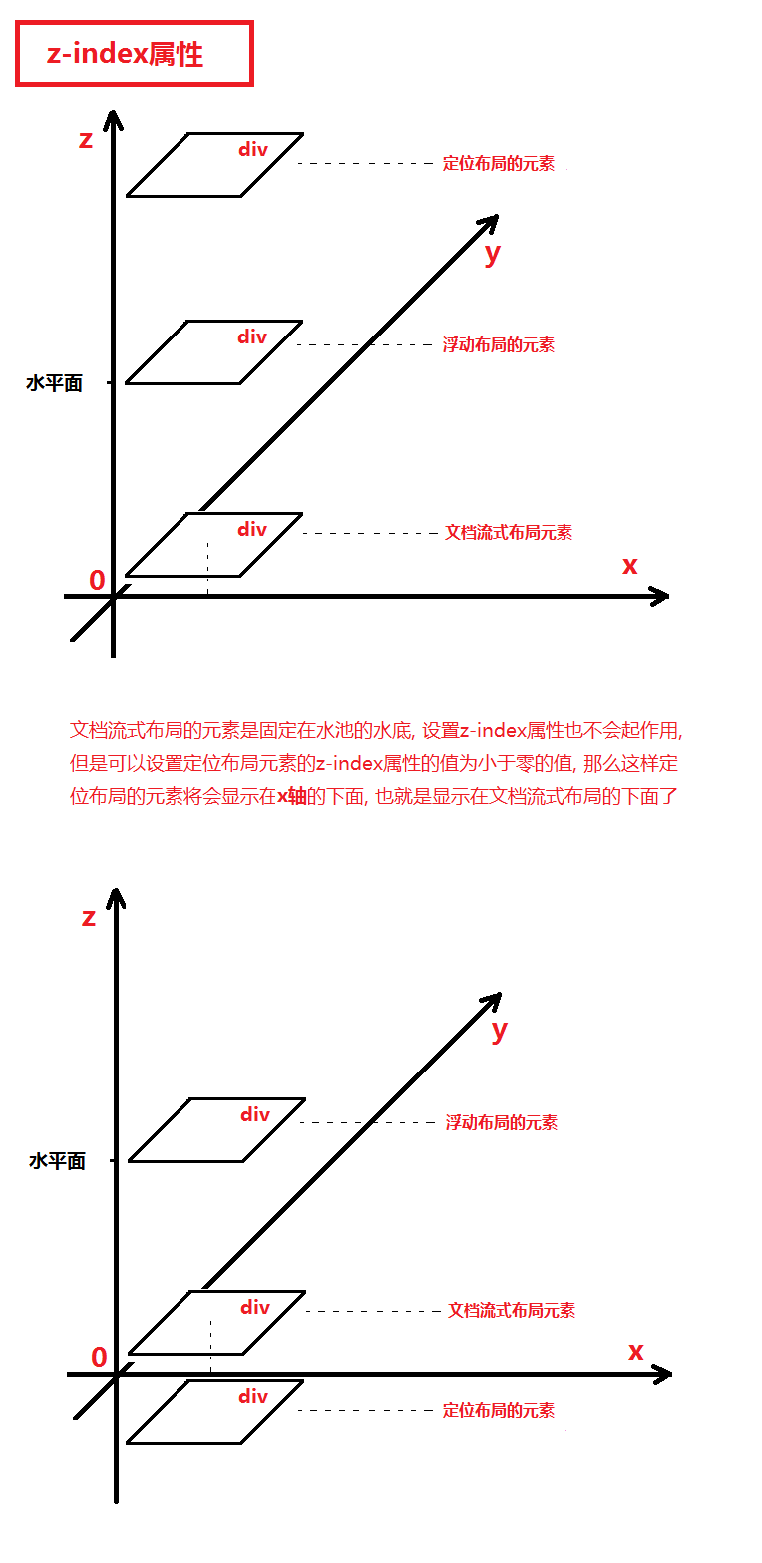 z-index属性
z
div
定位布局的元素
y
div
浮动布局的元素
水平面
div
文档流式布局元素
x
0
文档流式布局的元素是固定在水池的水底, 设置z-index属性也不会起作用,
但是可以设置定位布局元素的z-index属性的值为小于零的值, 那么这样定
位布局的元素将会显示在x轴的下面, 也就是显示在文档流式布局的下面了
z
y
div
浮动布局的元素
水平面
div
文档流式布局元素
0
x
div
定位布局的元素